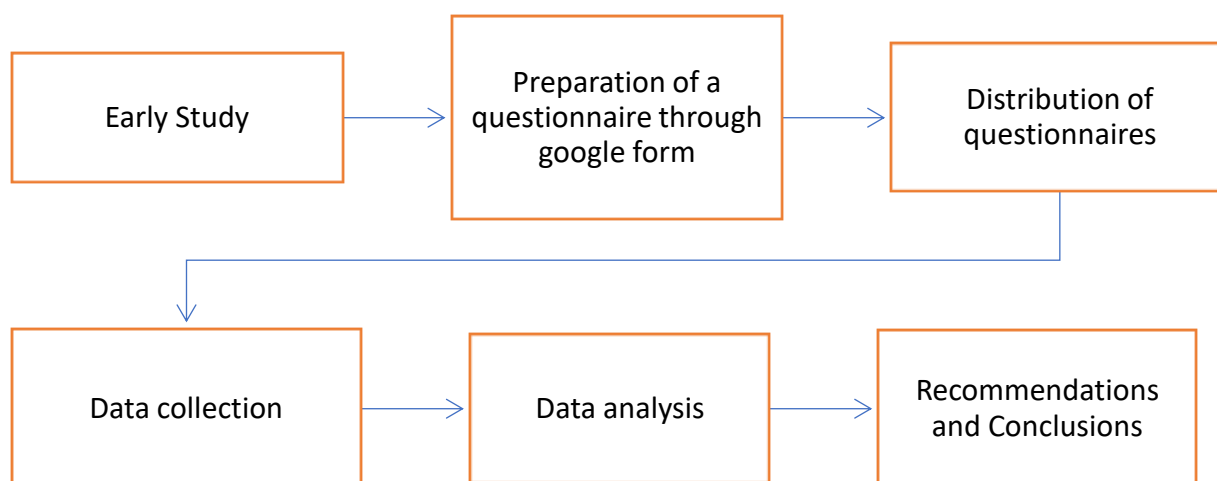 Early Study
Preparation of a
questionnaire through
google form
Distribution of
questionnaires
Data collection
Data analysis
Recommendations
and Conclusions